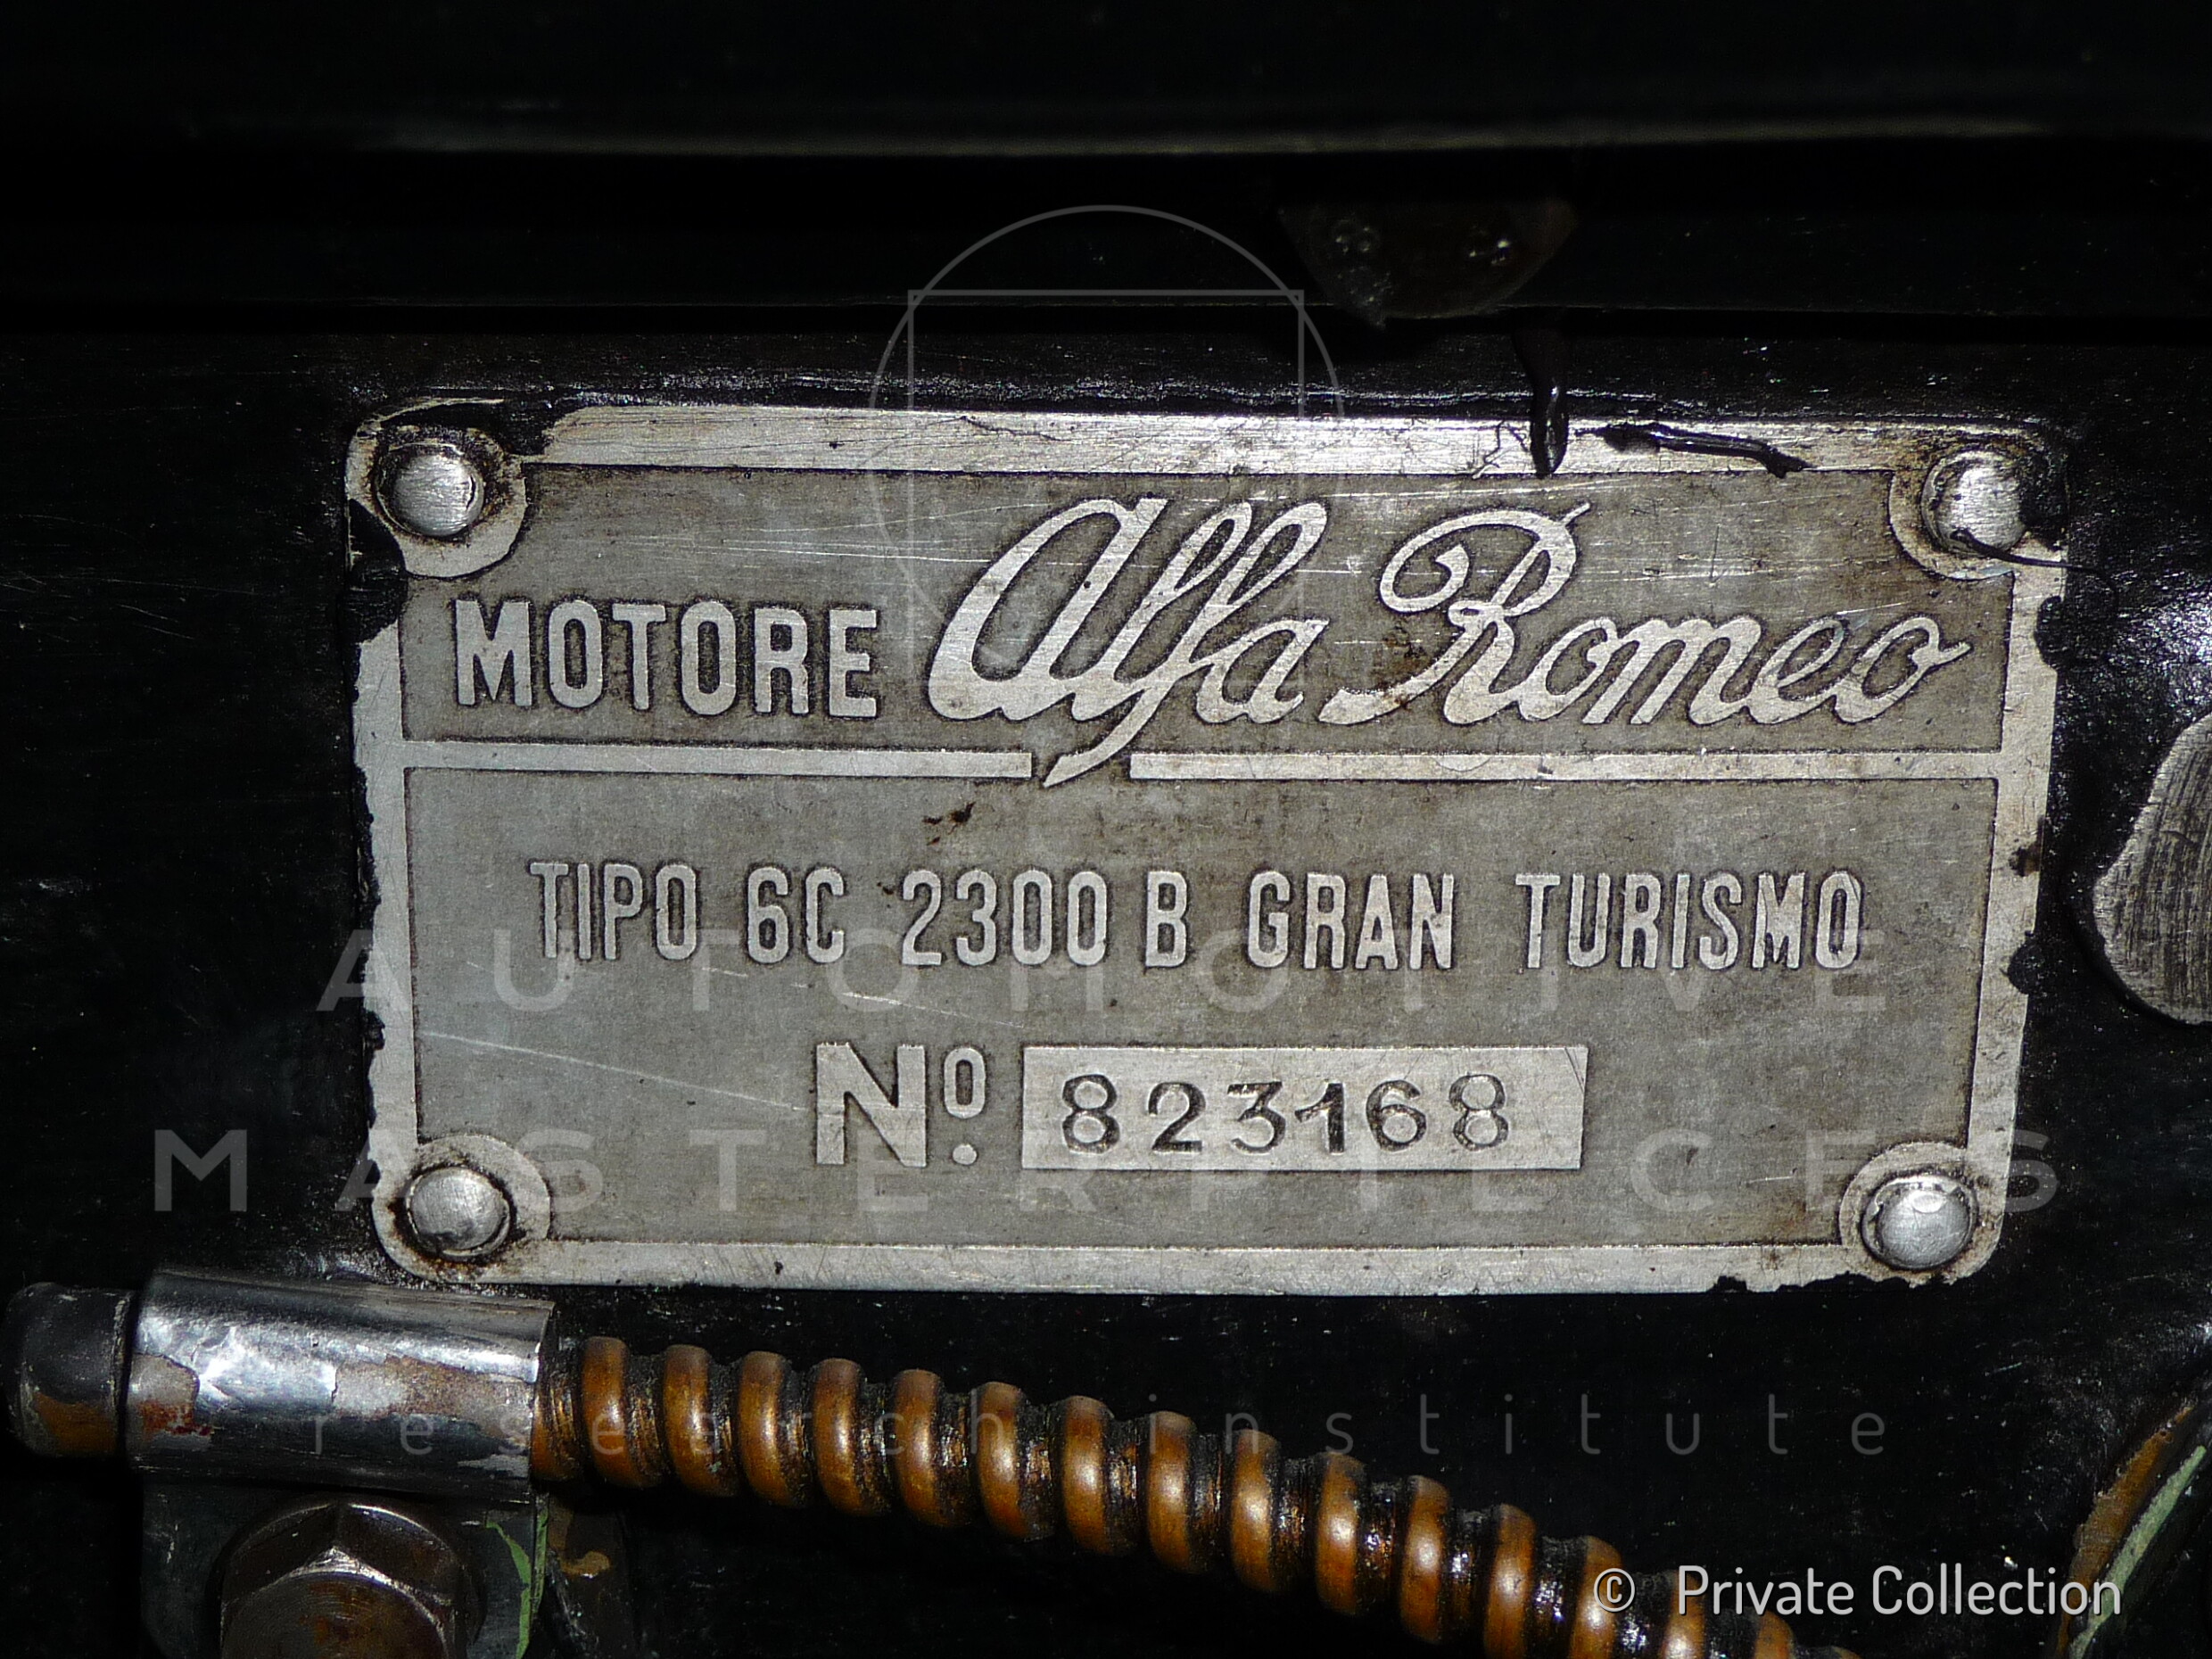 MOTORE Alfa Romeo
TIPO 6C 2300 B GRAN TURISMO
Nº. 823168
AUTOMOTIVE
MASTERPIECES
research institute
© Private Collection